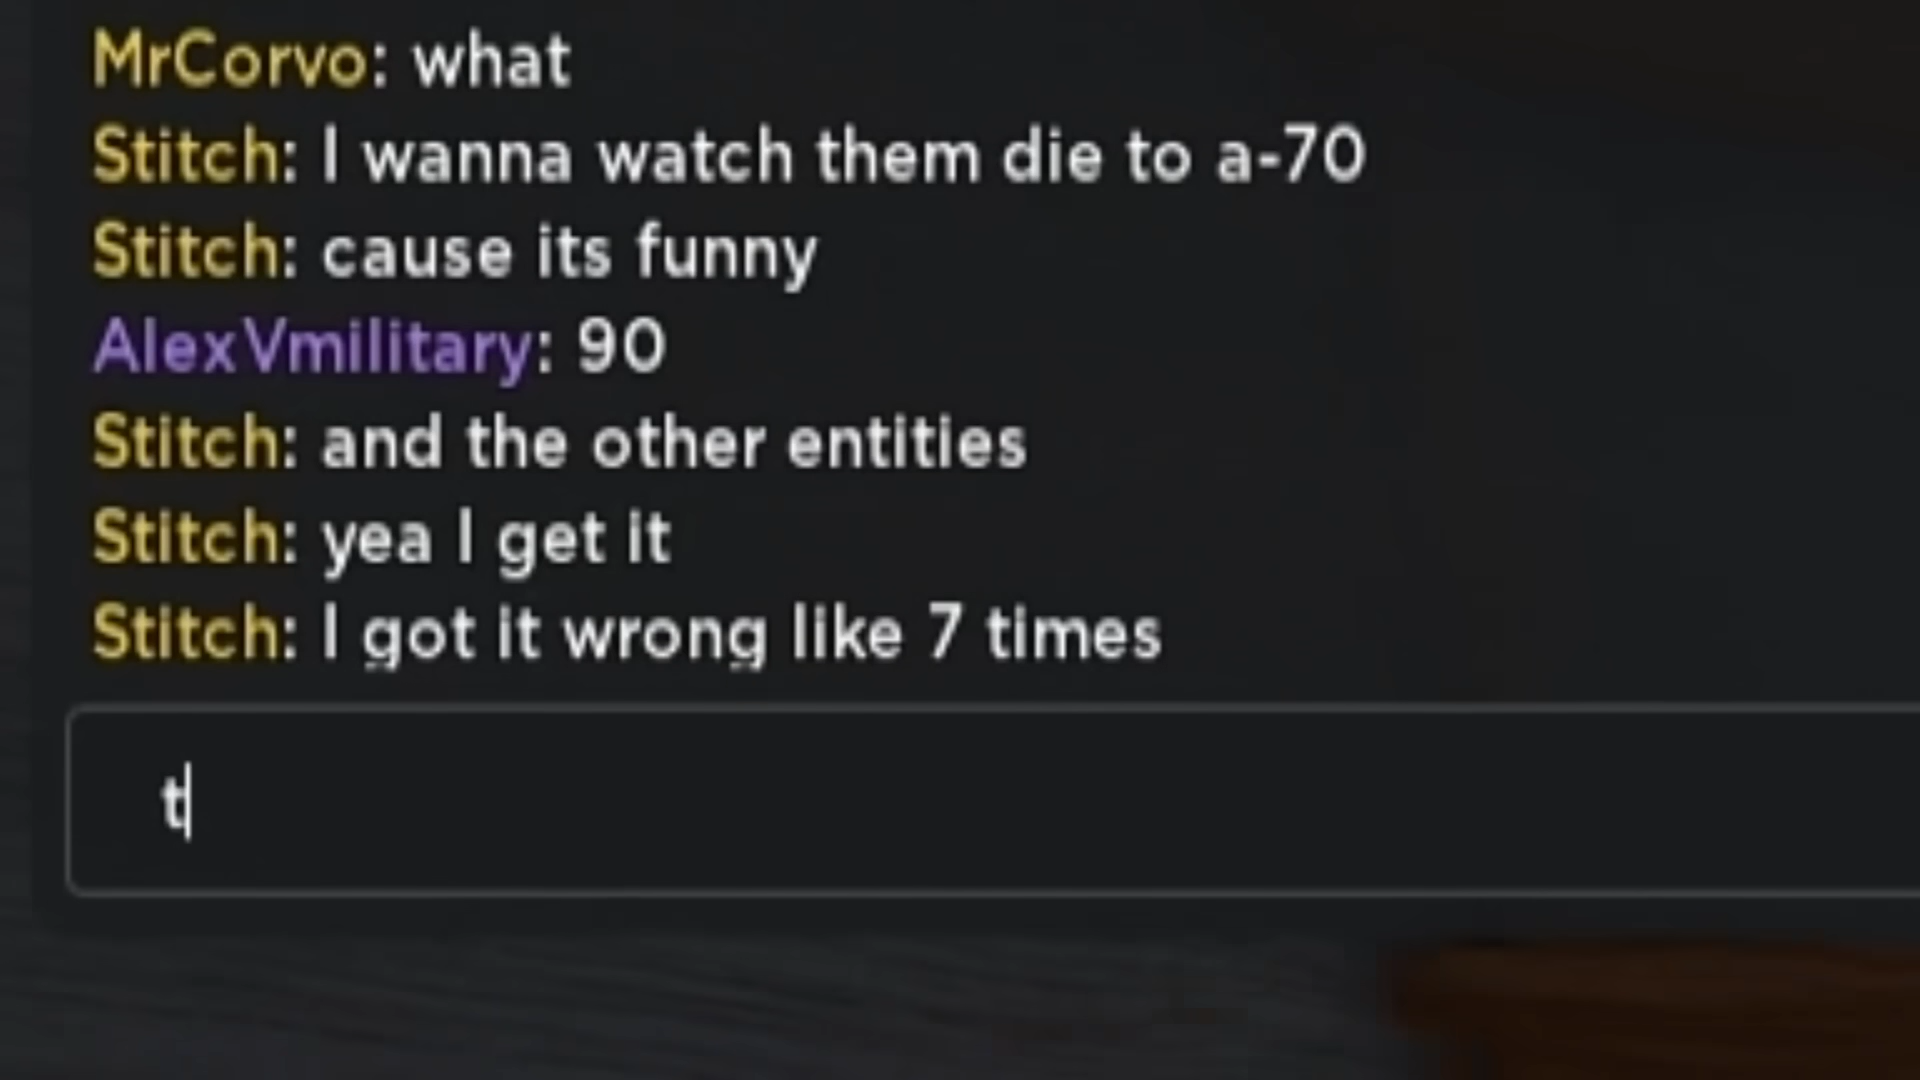 MrCorvo: what
Stitch: I wanna watch them die to a-70
Stitch: cause its funny
AlexVmilitary: 90
Stitch: and the other entities
Stitch: yea I get it
Stitch: I got it wrong like 7 times
t